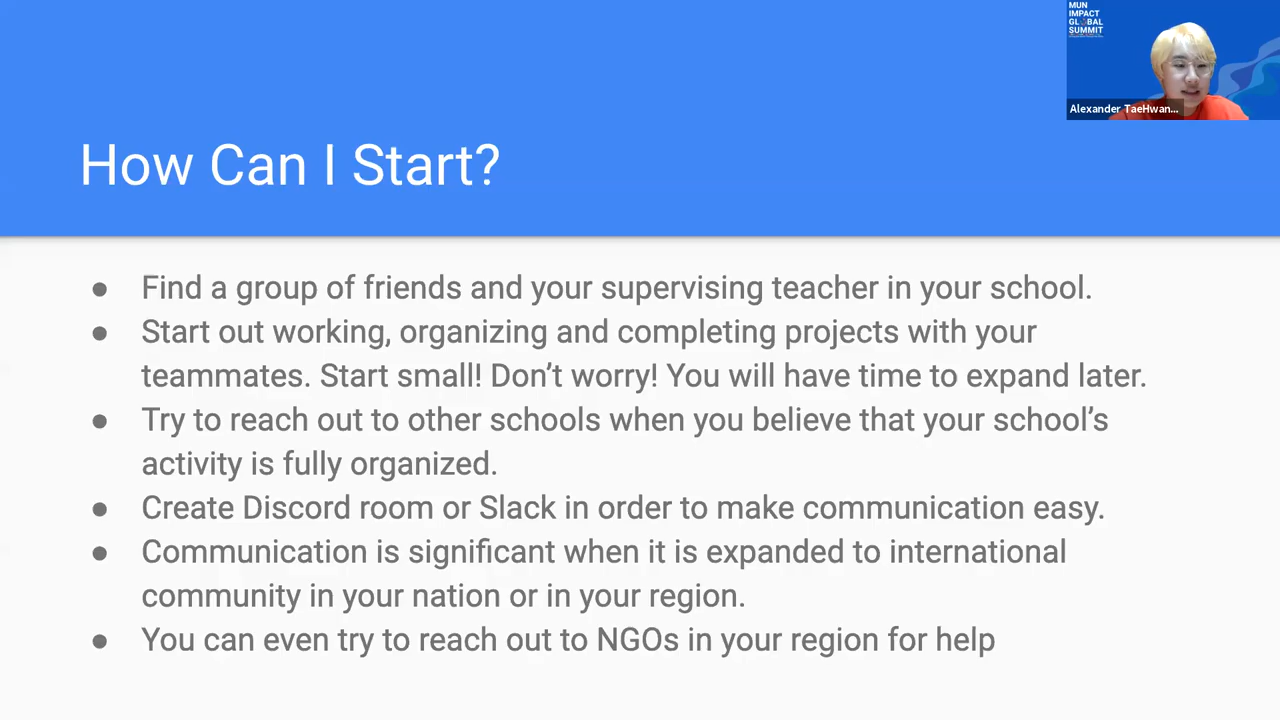 MUN
IMPACT
GLOBAL
SUMMIT
Alexander TaeHwan...
How Can I Start?
● Find a group of friends and your supervising teacher in your school.
● Start out working, organizing and completing projects with your
teammates. Start small! Don’t worry! You will have time to expand later.
● Try to reach out to other schools when you believe that your school’s
activity is fully organized.
● Create Discord room or Slack in order to make communication easy.
● Communication is significant when it is expanded to international
community in your nation or in your region.
● You can even try to reach out to NGOs in your region for help